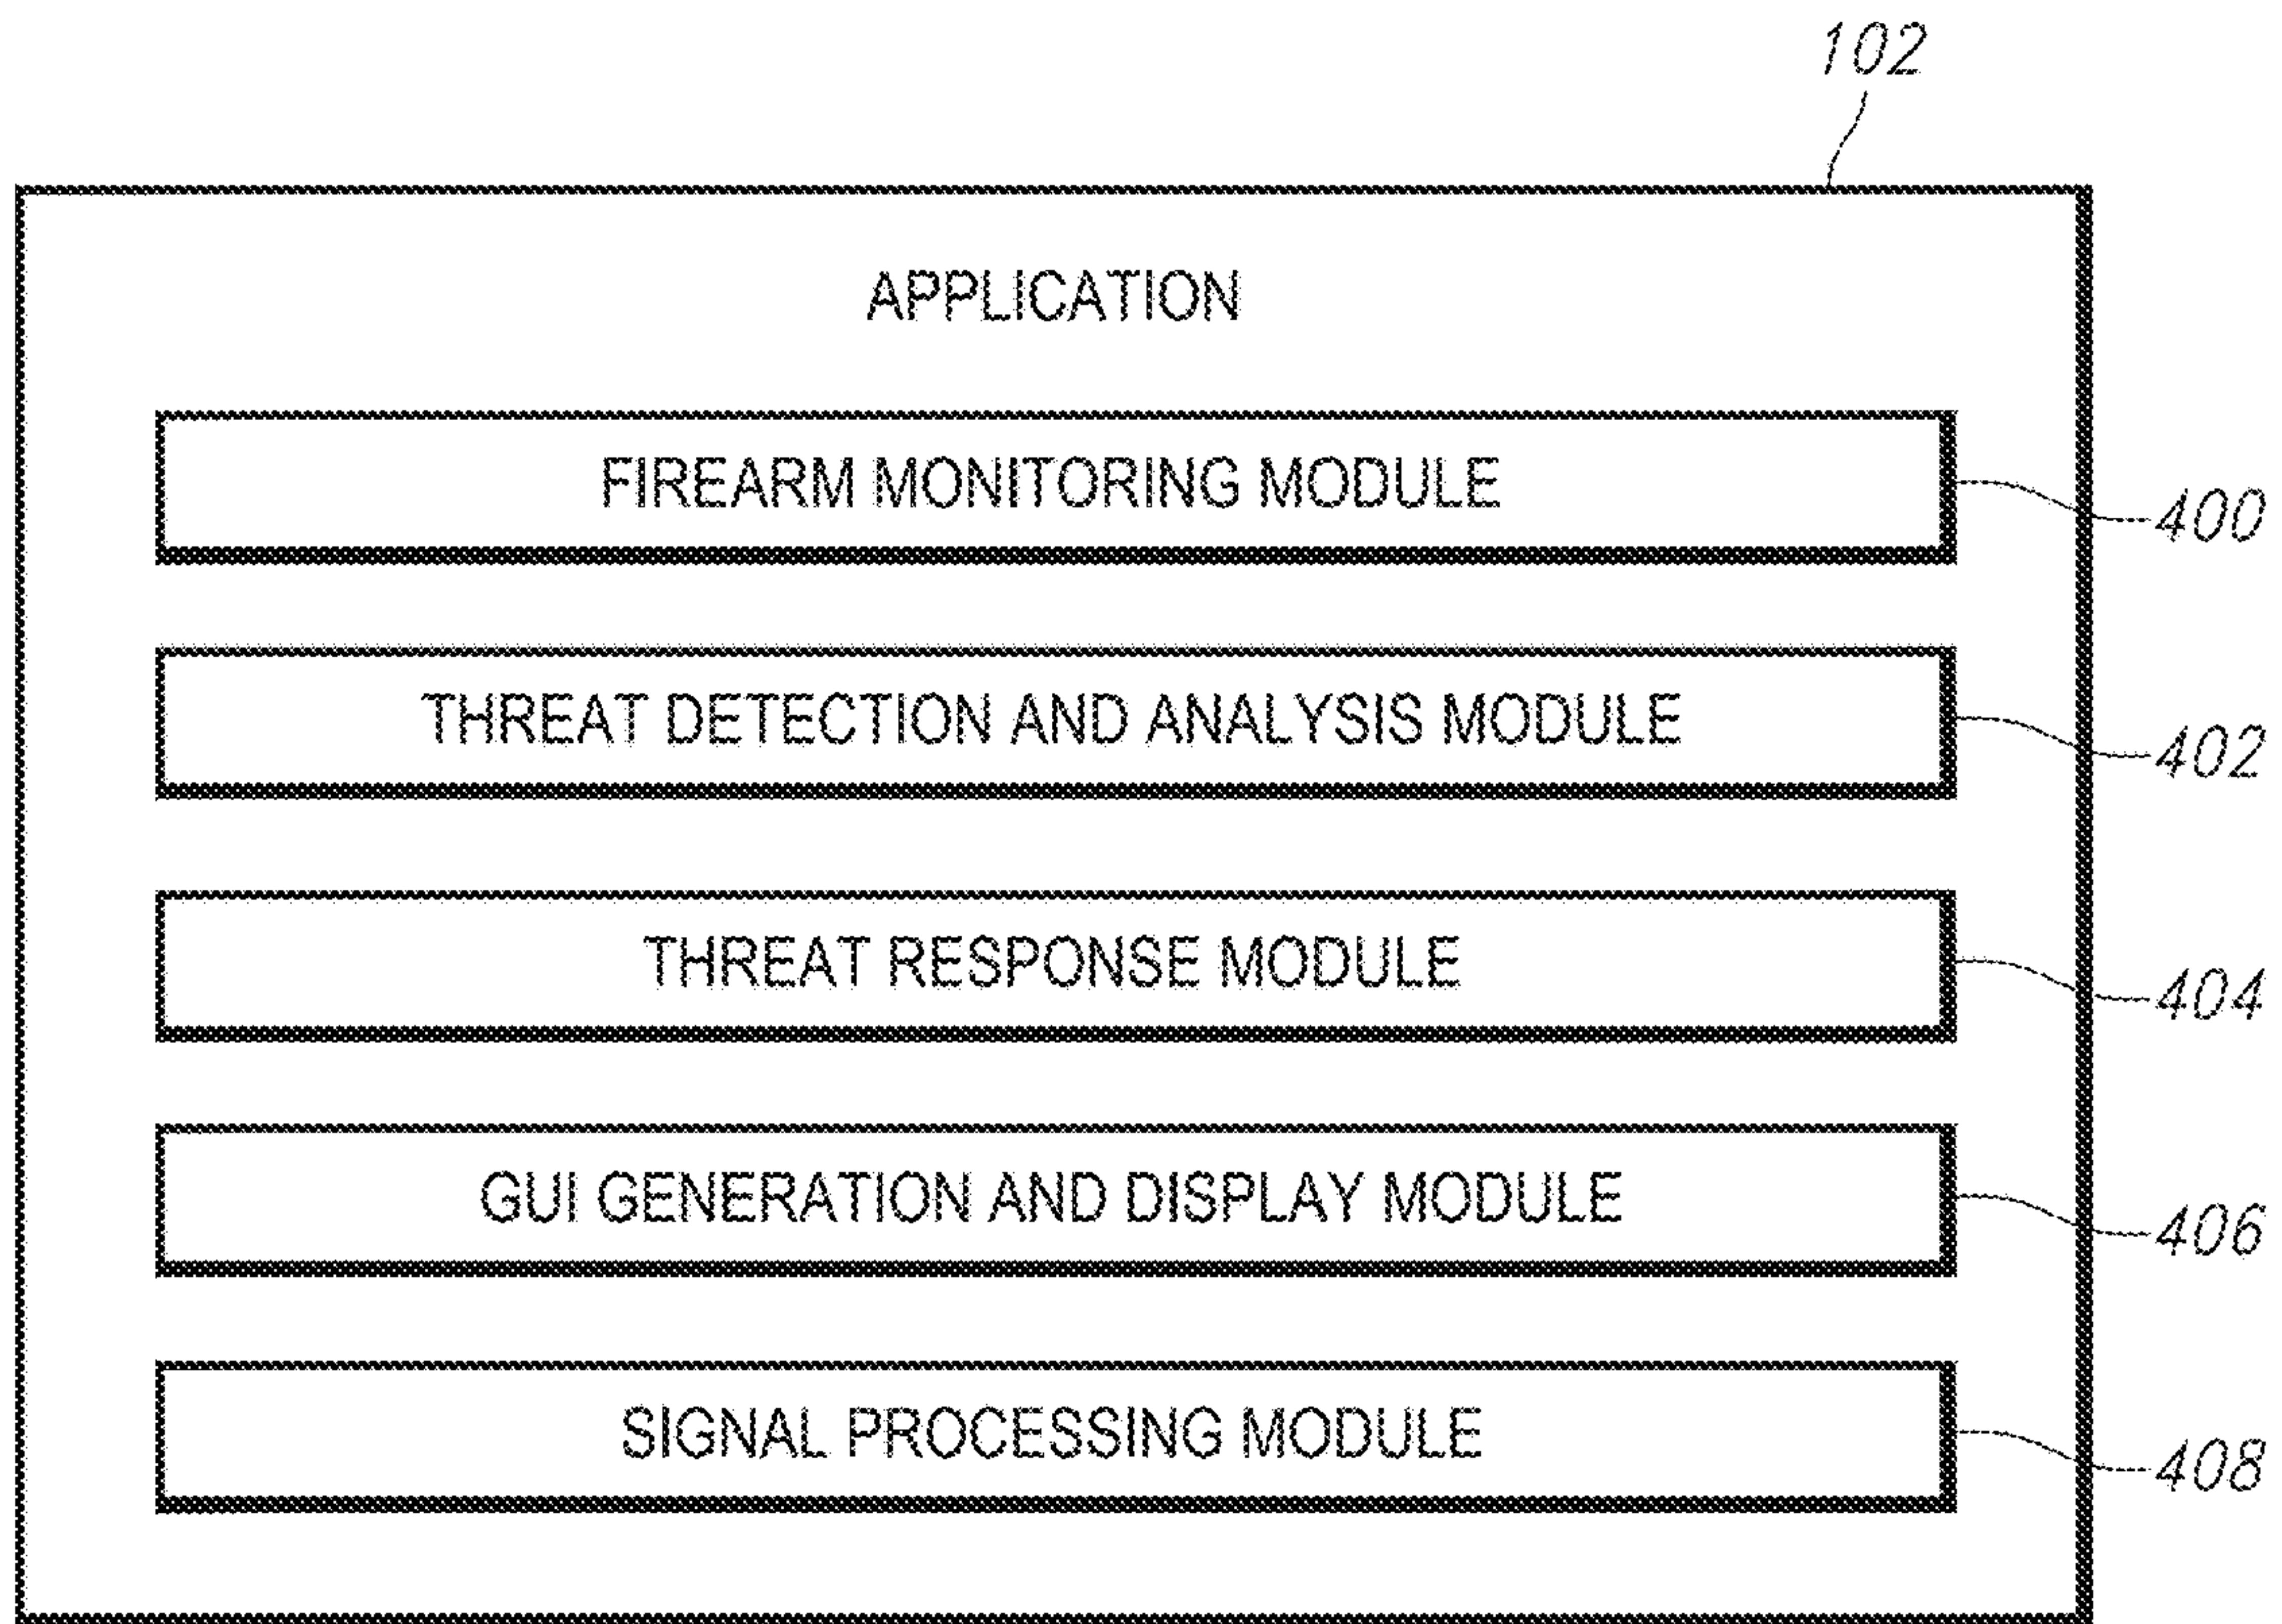 102
APPLICATION
FIREARM MONITORING MODULE
400
THREAT DETECTION AND ANALYSIS MODULE
402
THREAT RESPONSE MODULE
404
GUI GENERATION AND DISPLAY MODULE
406
SIGNAL PROCESSING MODULE
408